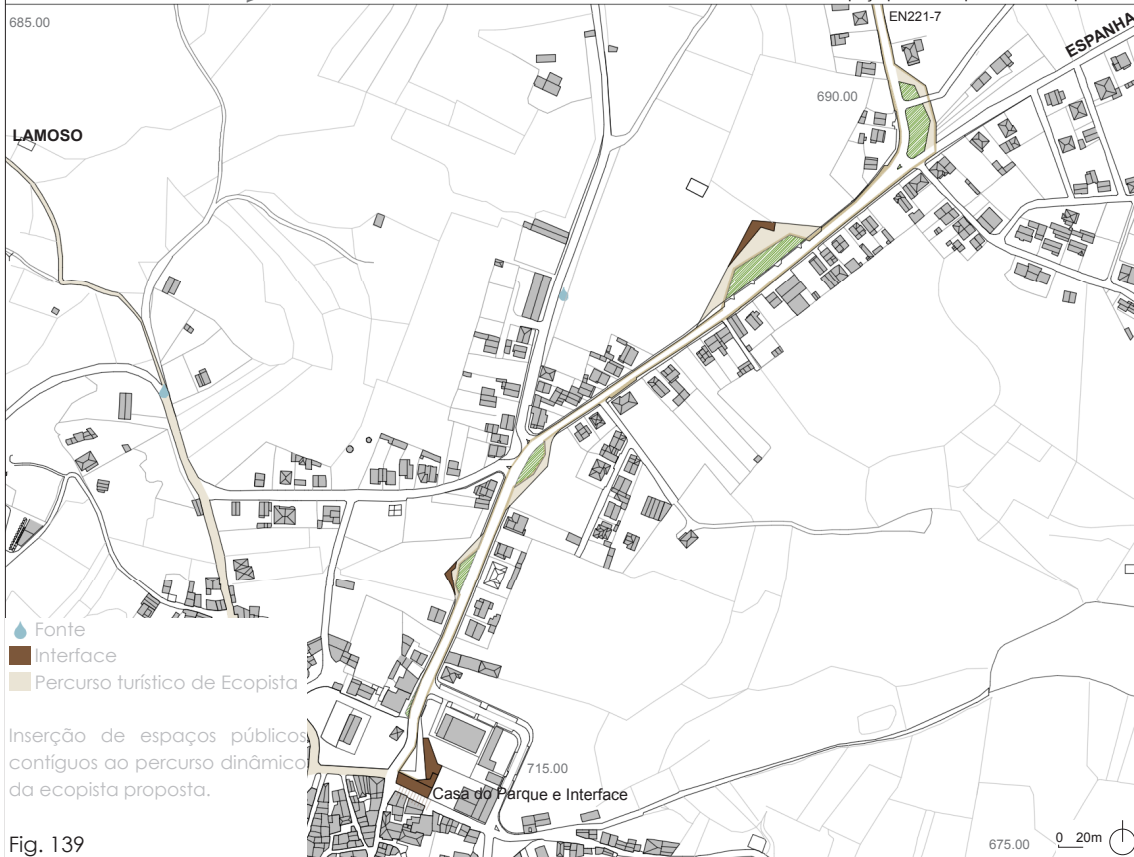 685.00
EN221-7
ESPANHA
690.00
LAMOSO
Fonte
Interface
Percurso turístico de Ecopista
Inserção de espaços públicos
contíguos ao percurso dinâmico
da ecopista proposta.
715.00
Casa do Parque e Interface
Fig. 139
675.00
0 20m